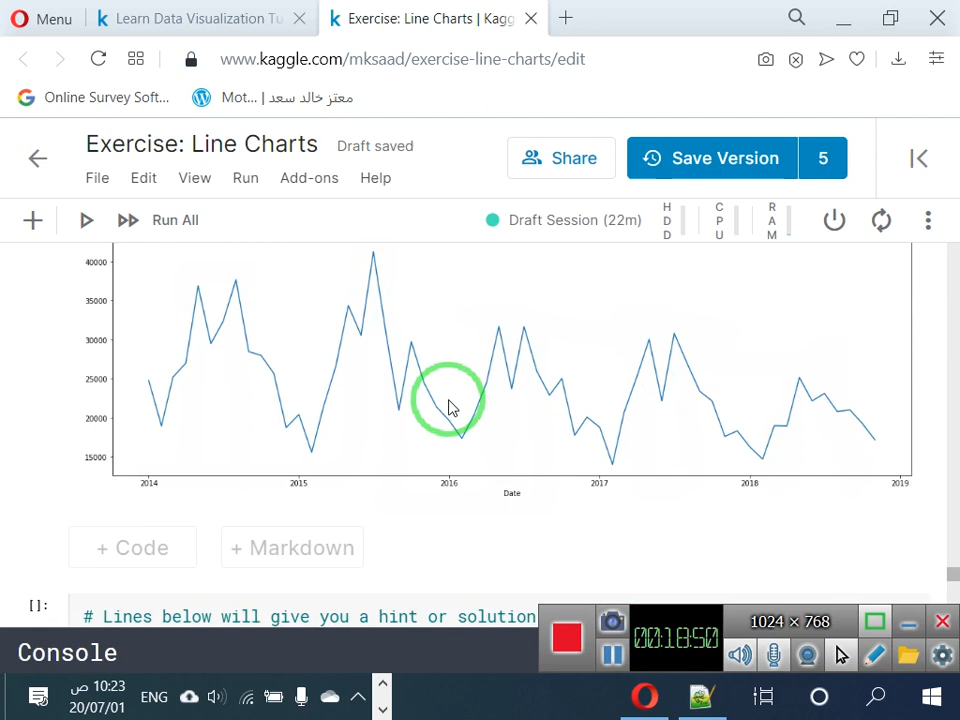 Menu
Learn Data Visualization Tu
Exercise: Line Charts | Kagg
www.kaggle.com/mksaad/exercise-line-charts/edit
Online Survey Soft...
Mot... | معتز خالد سعد
Exercise: Line Charts
Draft saved
Share
Save Version
5
File
Edit
View
Run
Add-ons
Help
Run All
Draft Session (22m)
HDD
CPU
RAM
40000
35000
30000
25000
20000
15000
2014
2015
2016
2017
2018
2019
Date
+ Code
+ Markdown
[]:
# Lines below will give you a hint or solution
00:18:50
1024 × 768
Console
10:23 ص
20/07/01
ENG